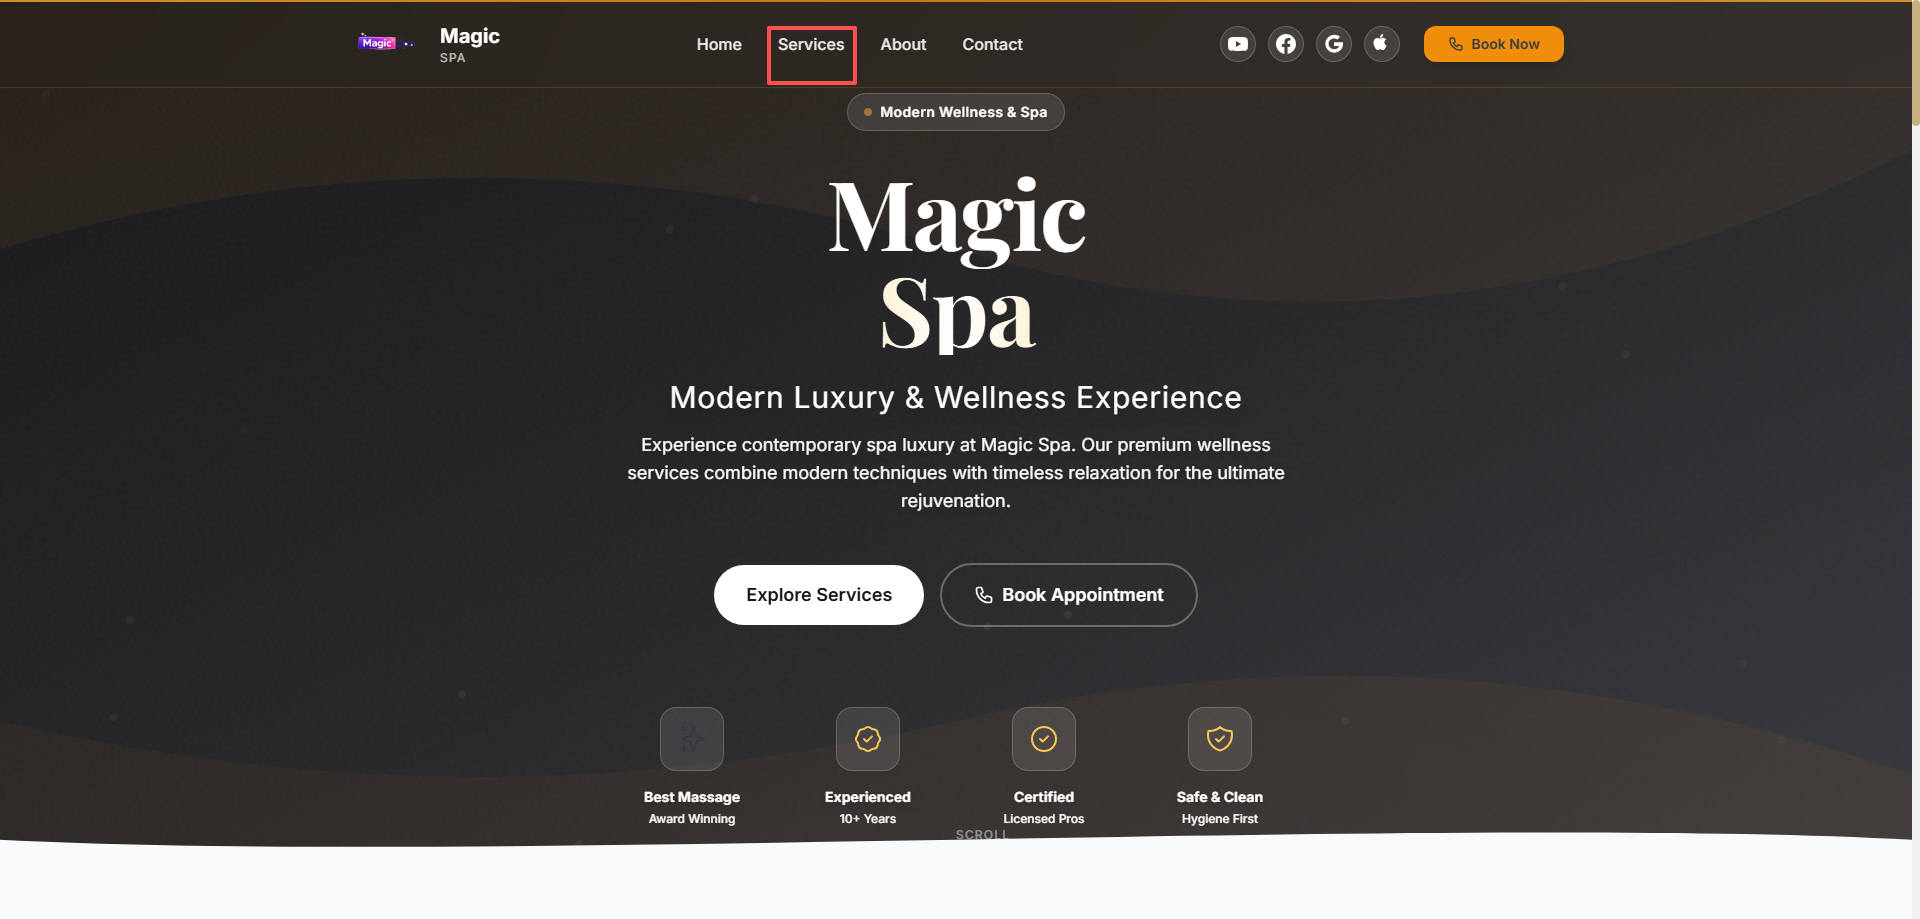 Magic
Magic
SPA
Home
Services
About
Contact
Book Now
Modern Wellness & Spa
Magic
Spa
Modern Luxury & Wellness Experience
Experience contemporary spa luxury at Magic Spa. Our premium wellness
services combine modern techniques with timeless relaxation for the ultimate
rejuvenation.
Explore Services
Book Appointment
Best Massage
Award Winning
Experienced
10+ Years
Certified
Licensed Pros
Safe & Clean
Hygiene First
SCROLL